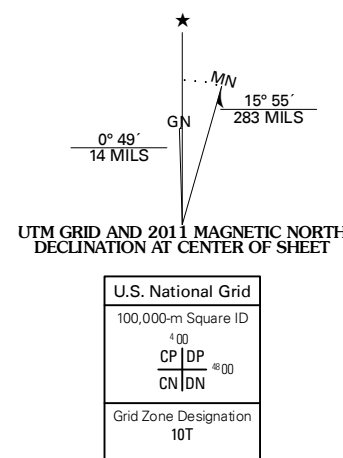 ★
MN
15° 55´
283 MILS
GN
0° 49´
14 MILS
UTM GRID AND 2011 MAGNETIC NORTH
DECLINATION AT CENTER OF SHEET
U.S. National Grid
100,000-m Square ID
⁴00
CP DP
⁴⁸00
CN DN
Grid Zone Designation
10T